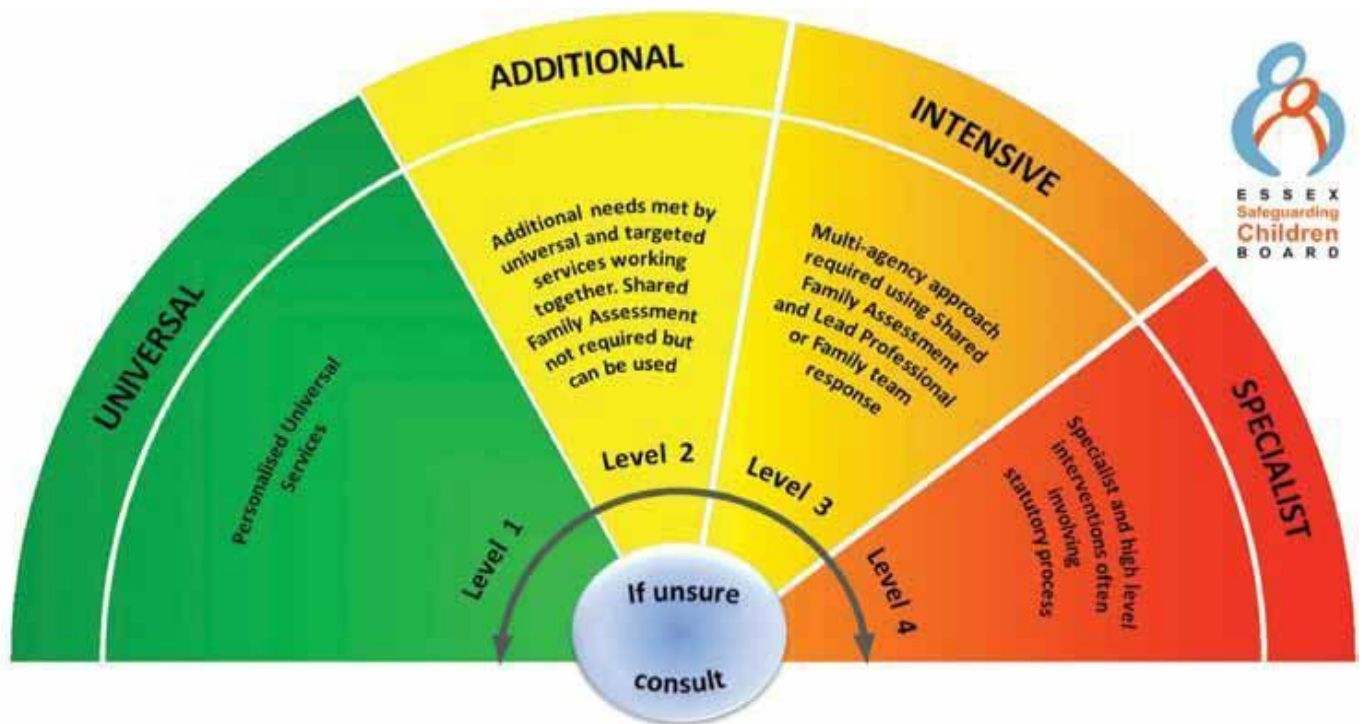 UNIVERSAL
Personalised Universal
Services
Level 1
ADDITIONAL
Additional needs met by
universal and targeted
services working
together. Shared
Family Assessment
not required but
can be used
Level 2
INTENSIVE
Multi-agency approach
required using Shared
Family Assessment
and Lead Professional
or Family team
response
Level 3
SPECIALIST
Specialist and high level
interventions often
involving
statutory process
Level 4
If unsure
consult
ESSEX
Safeguarding
Children
BOARD